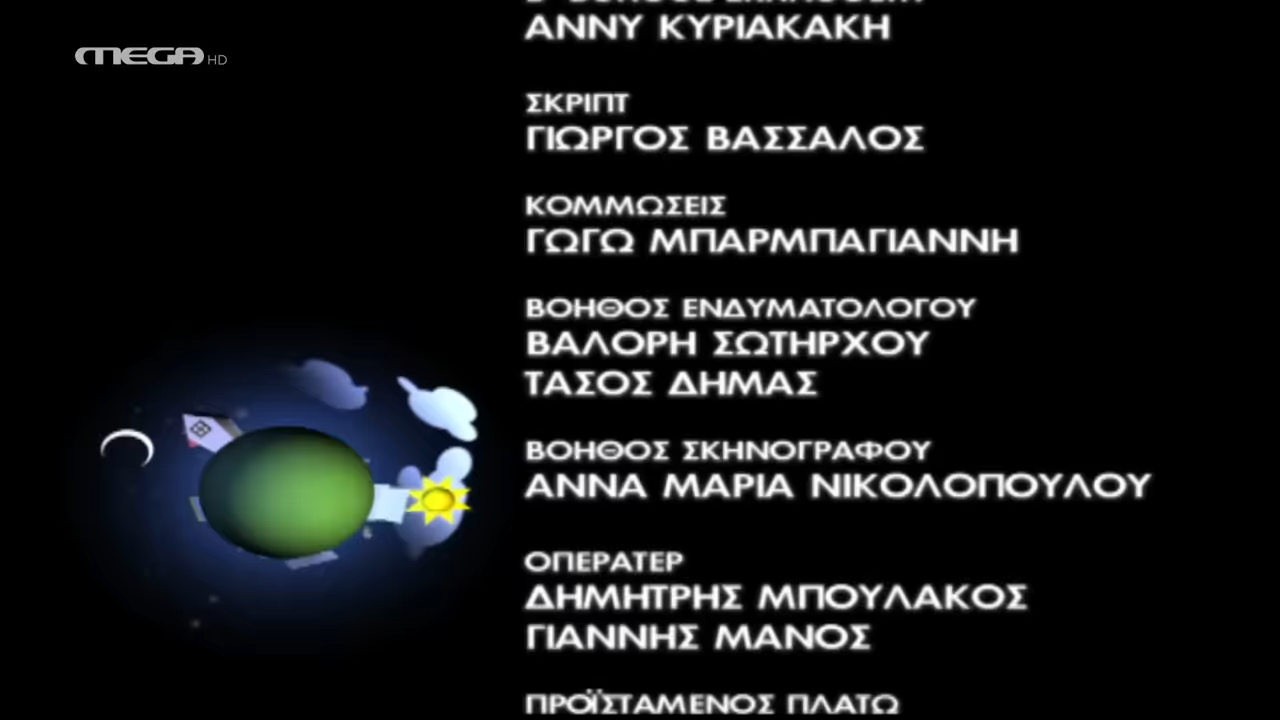 MEGA HD
ΑΝΝΥ ΚΥΡΙΑΚΑΚΗ
ΣΚΡΙΠΤ
ΓΙΩΡΓΟΣ ΒΑΣΣΑΛΟΣ
ΚΟΜΜΩΣΕΙΣ
ΓΩΓΩ ΜΠΑΡΜΠΑΓΙΑΝΝΗ
ΒΟΗΘΟΣ ΕΝΔΥΜΑΤΟΛΟΓΟΥ
ΒΑΛΟΡΗ ΣΩΤΗΡΧΟΥ
ΤΑΣΟΣ ΔΗΜΑΣ
ΒΟΗΘΟΣ ΣΚΗΝΟΓΡΑΦΟΥ
ΑΝΝΑ ΜΑΡΙΑ ΝΙΚΟΛΟΠΟΥΛΟΥ
ΟΠΕΡΑΤΕΡ
ΔΗΜΗΤΡΗΣ ΜΠΟΥΛΑΚΟΣ
ΓΙΑΝΝΗΣ ΜΑΝΟΣ
ΠΡΟΪΣΤΑΜΕΝΟΣ ΠΛΑΤΩ